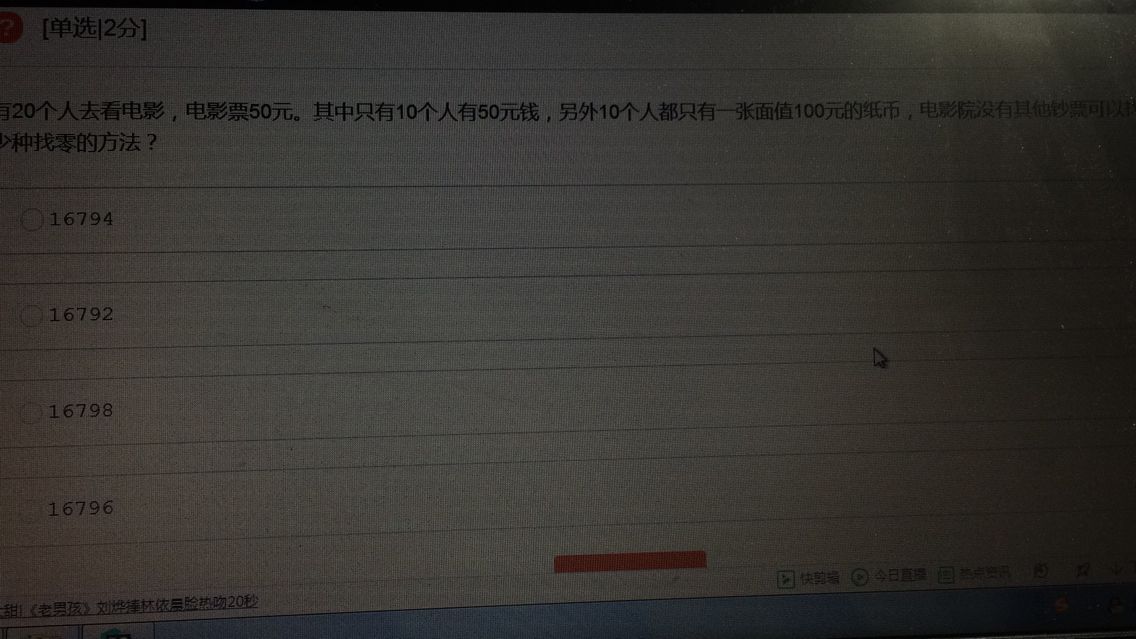 [单选|2分]
有20个人去看电影，电影票50元。其中只有10个人有50元钱，另外10个人都只有一张面值100元的纸币，电影院没有其他钞票可以找
少种找零的方法？
16794
16792
16798
16796
快剪辑 今日直播 热点资讯
甜!《老男孩》刘烨捧林依晨脸热吻20秒